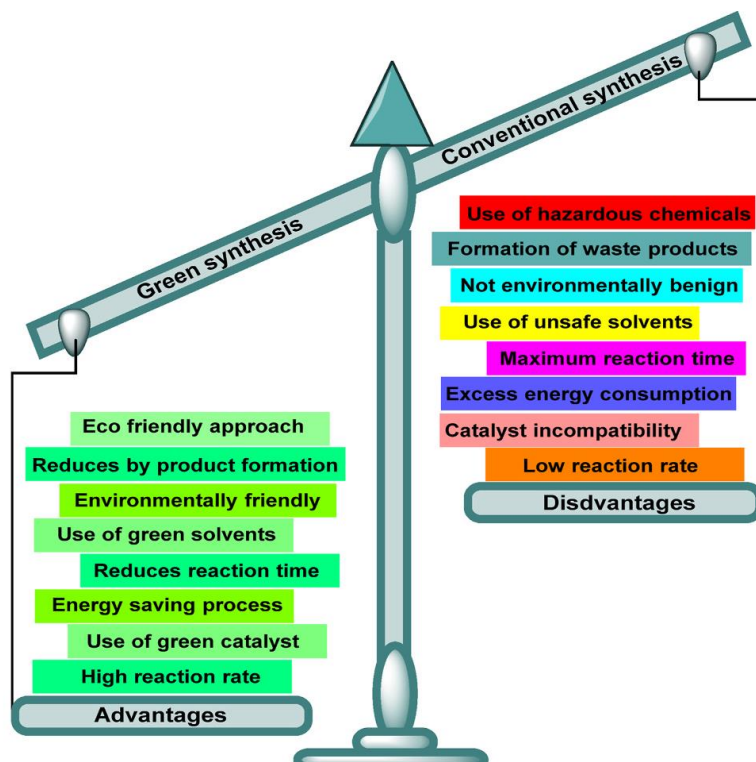 Green synthesis
Conventional synthesis
Eco friendly approach
Reduces by product formation
Environmentally friendly
Use of green solvents
Reduces reaction time
Energy saving process
Use of green catalyst
High reaction rate
Advantages
Use of hazardous chemicals
Formation of waste products
Not environmentally benign
Use of unsafe solvents
Maximum reaction time
Excess energy consumption
Catalyst incompatibility
Low reaction rate
Disdvantages